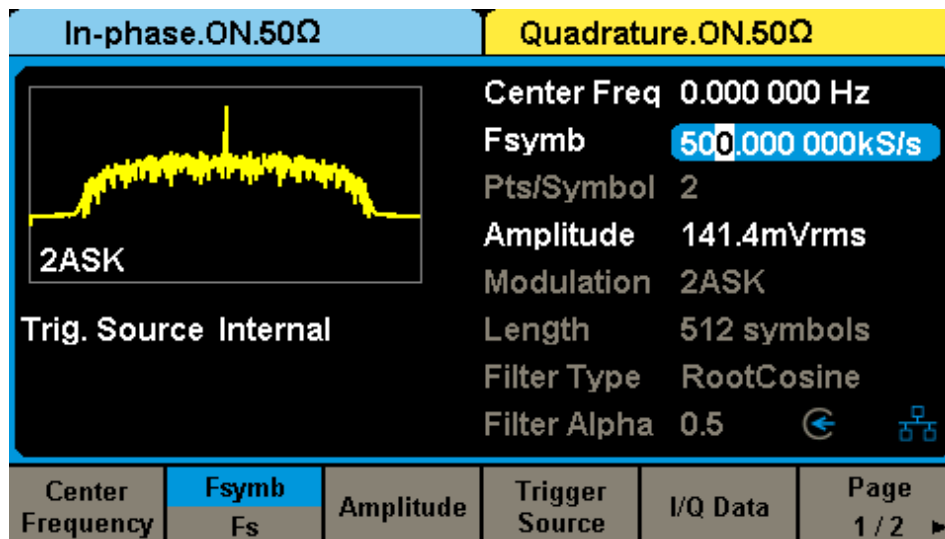 In-phase.ON.50Ω
Quadrature.ON.50Ω
2ASK
Trig. Source Internal
Center Freq 0.000 000 Hz
Fsymb 500.000 000kS/s
Pts/Symbol 2
Amplitude 141.4mVrms
Modulation 2ASK
Length 512 symbols
Filter Type RootCosine
Filter Alpha 0.5
Center
Frequency
Fsymb
Fs
Amplitude
Trigger
Source
I/Q Data
Page
1/2